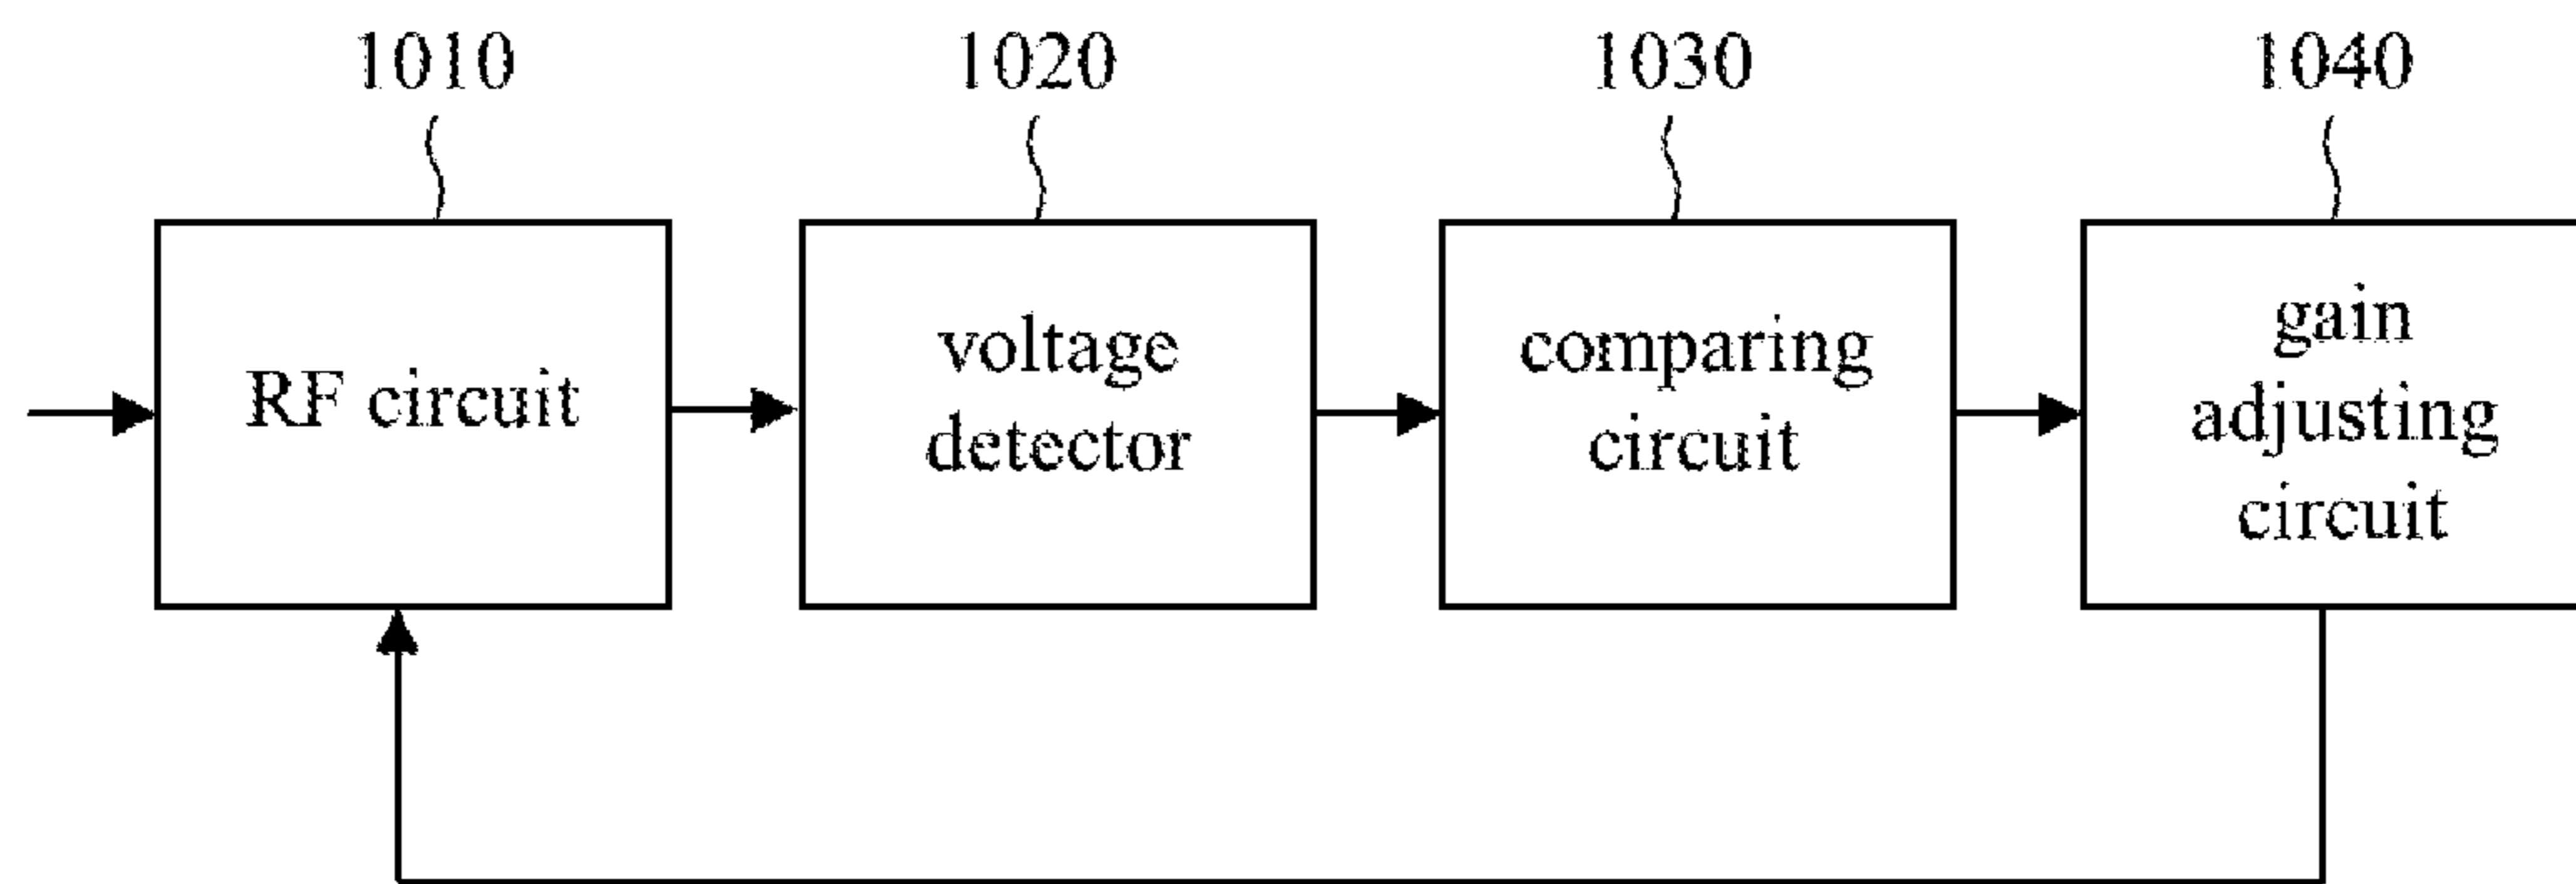 1010
1020
1030
1040
RF circuit
voltage
detector
comparing
circuit
gain
adjusting
circuit